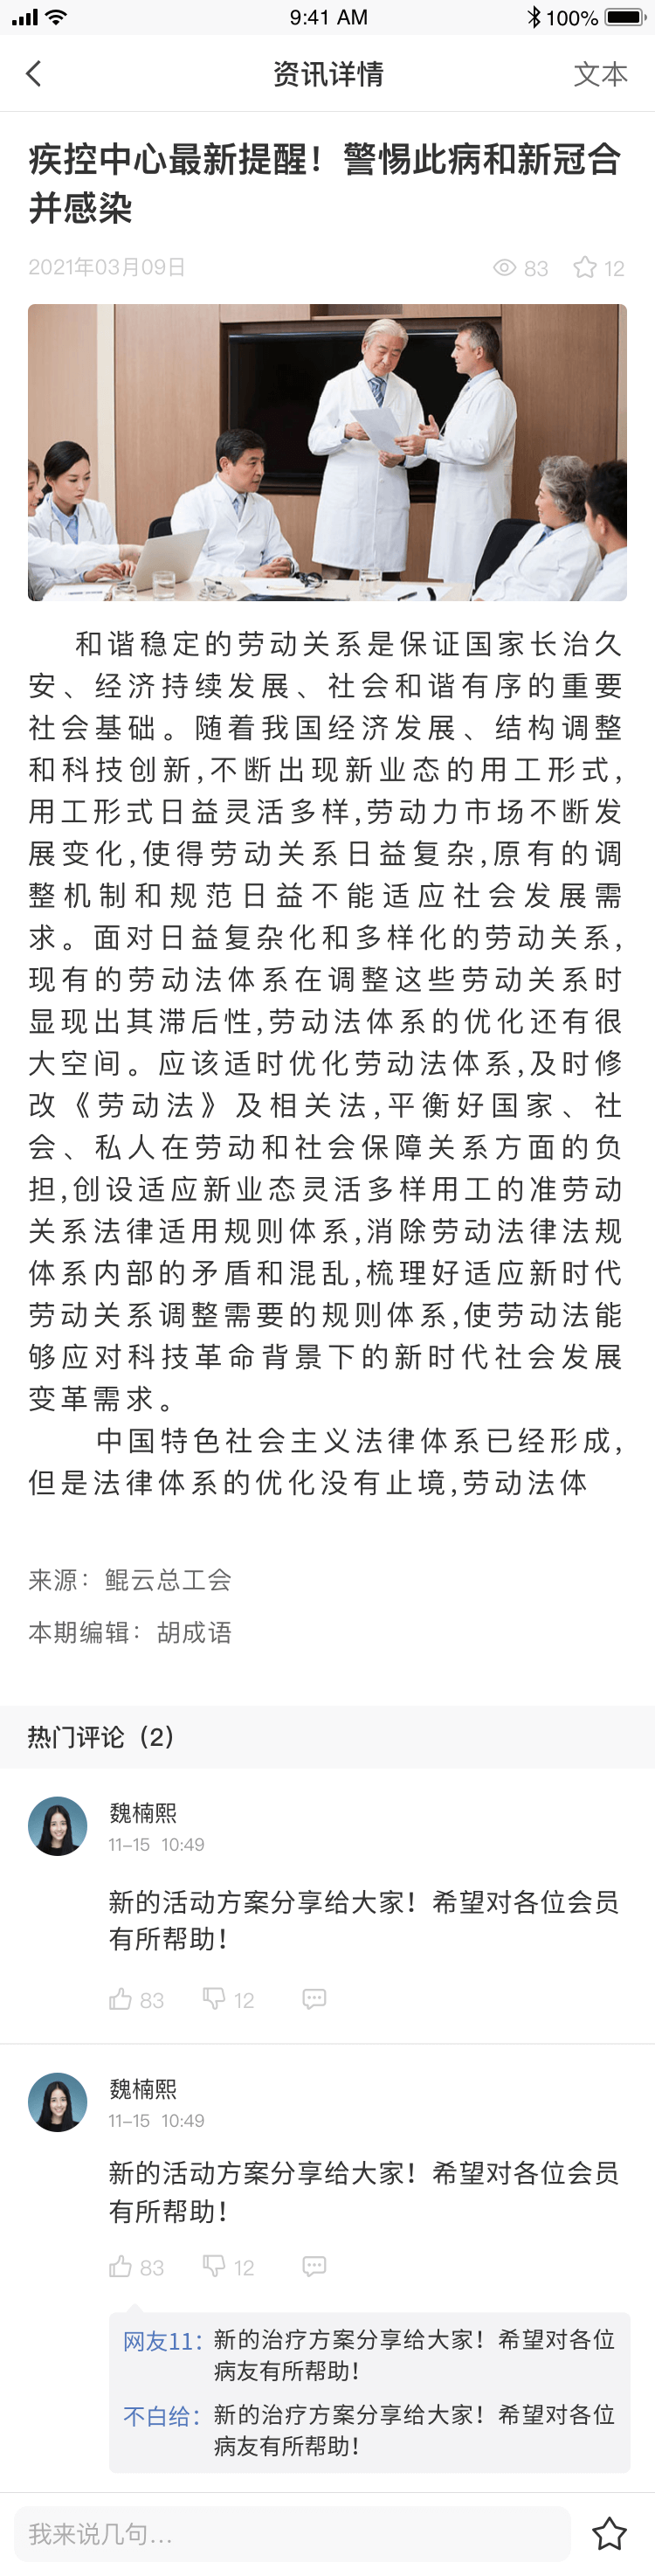 9:41 AM
100%
资讯详情
文本
疾控中心最新提醒！警惕此病和新冠合
并感染
2021年03月09日
83
12
和谐稳定的劳动关系是保证国家长治久
安、经济持续发展、社会和谐有序的重要
社会基础。随着我国经济发展、结构调整
和科技创新,不断出现新业态的用工形式,
用工形式日益灵活多样,劳动力市场不断发
展变化,使得劳动关系日益复杂,原有的调
整机制和规范日益不能适应社会发展需
求。面对日益复杂化和多样化的劳动关系,
现有的劳动法体系在调整这些劳动关系时
显现出其滞后性,劳动法体系的优化还有很
大空间。应该适时优化劳动法体系,及时修
改《劳动法》及相关法,平衡好国家、社
会、私人在劳动和社会保障关系方面的负
担,创设适应新业态灵活多样用工的准劳动
关系法律适用规则体系,消除劳动法律法规
体系内部的矛盾和混乱,梳理好适应新时代
劳动关系调整需要的规则体系,使劳动法能
够应对科技革命背景下的新时代社会发展
变革需求。
中国特色社会主义法律体系已经形成,
但是法律体系的优化没有止境,劳动法体
来源：鲲云总工会
本期编辑：胡成语
热门评论（2）
魏楠熙
11-15 10:49
新的活动方案分享给大家！希望对各位会员
有所帮助！
83
12
魏楠熙
11-15 10:49
新的活动方案分享给大家！希望对各位会员
有所帮助！
83
12
网友11：新的治疗方案分享给大家！希望对各位
病友有所帮助！
不白给：新的治疗方案分享给大家！希望对各位
病友有所帮助！
我来说几句...